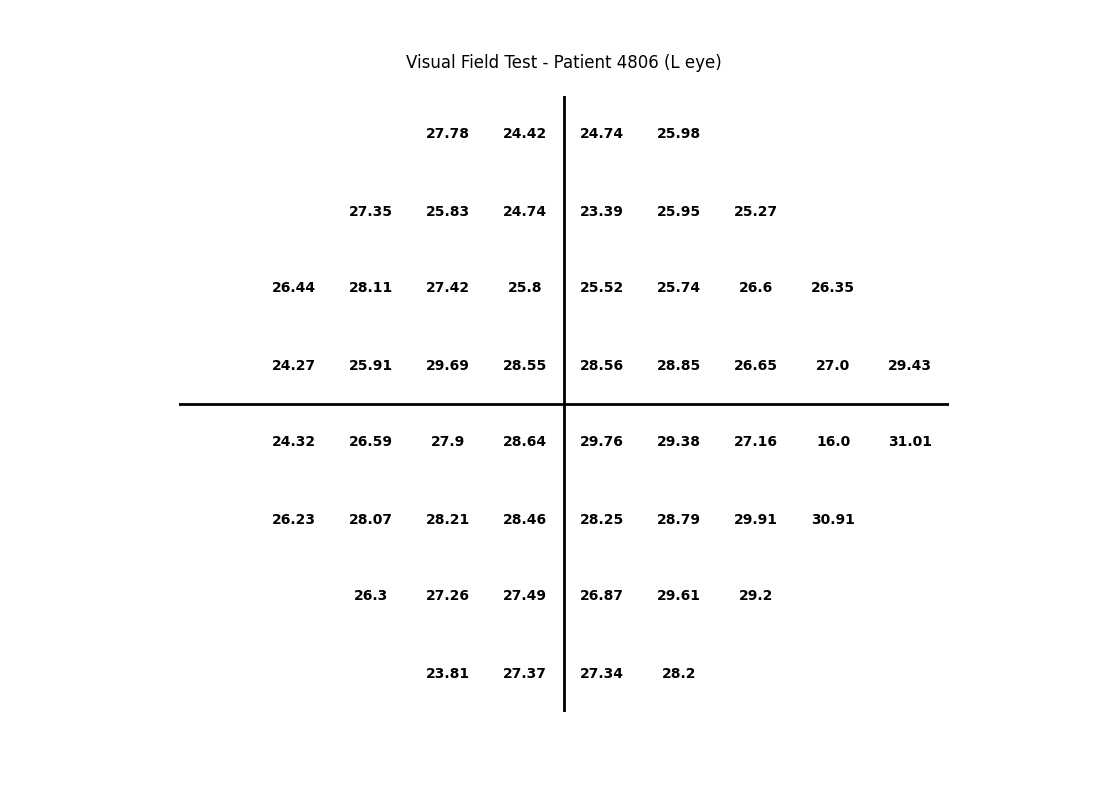 Visual Field Test - Patient 4806 (L eye)
27.78 24.42 24.74 25.98
27.35 25.83 24.74 23.39 25.95 25.27
26.44 28.11 27.42 25.8 25.52 25.74 26.6 26.35
24.27 25.91 29.69 28.55 28.56 28.85 26.65 27.0 29.43
24.32 26.59 27.9 28.64 29.76 29.38 27.16 16.0 31.01
26.23 28.07 28.21 28.46 28.25 28.79 29.91 30.91
26.3 27.26 27.49 26.87 29.61 29.2
23.81 27.37 27.34 28.2